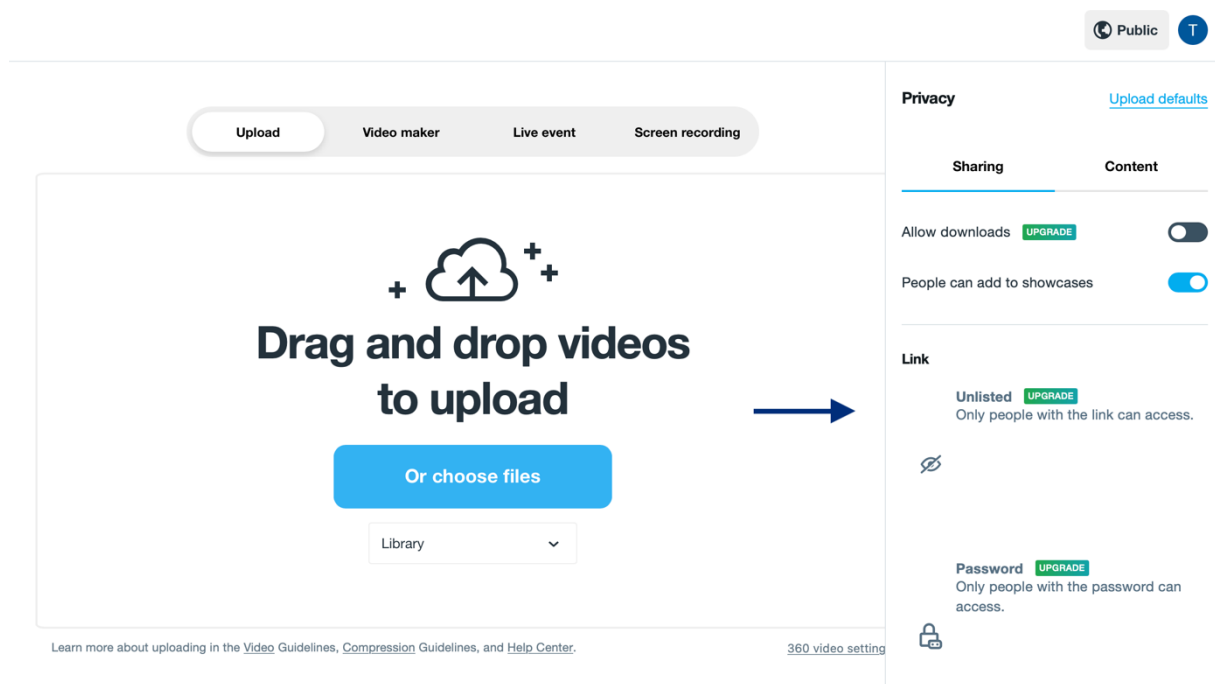 Public
T
Upload
Video maker
Live event
Screen recording
Drag and drop videos
to upload
Or choose files
Library
Learn more about uploading in the Video Guidelines, Compression Guidelines, and Help Center.
360 video setting
Privacy
Upload defaults
Sharing
Content
Allow downloads UPGRADE
People can add to showcases
Link
Unlisted UPGRADE
Only people with the link can access.
Password UPGRADE
Only people with the password can
access.